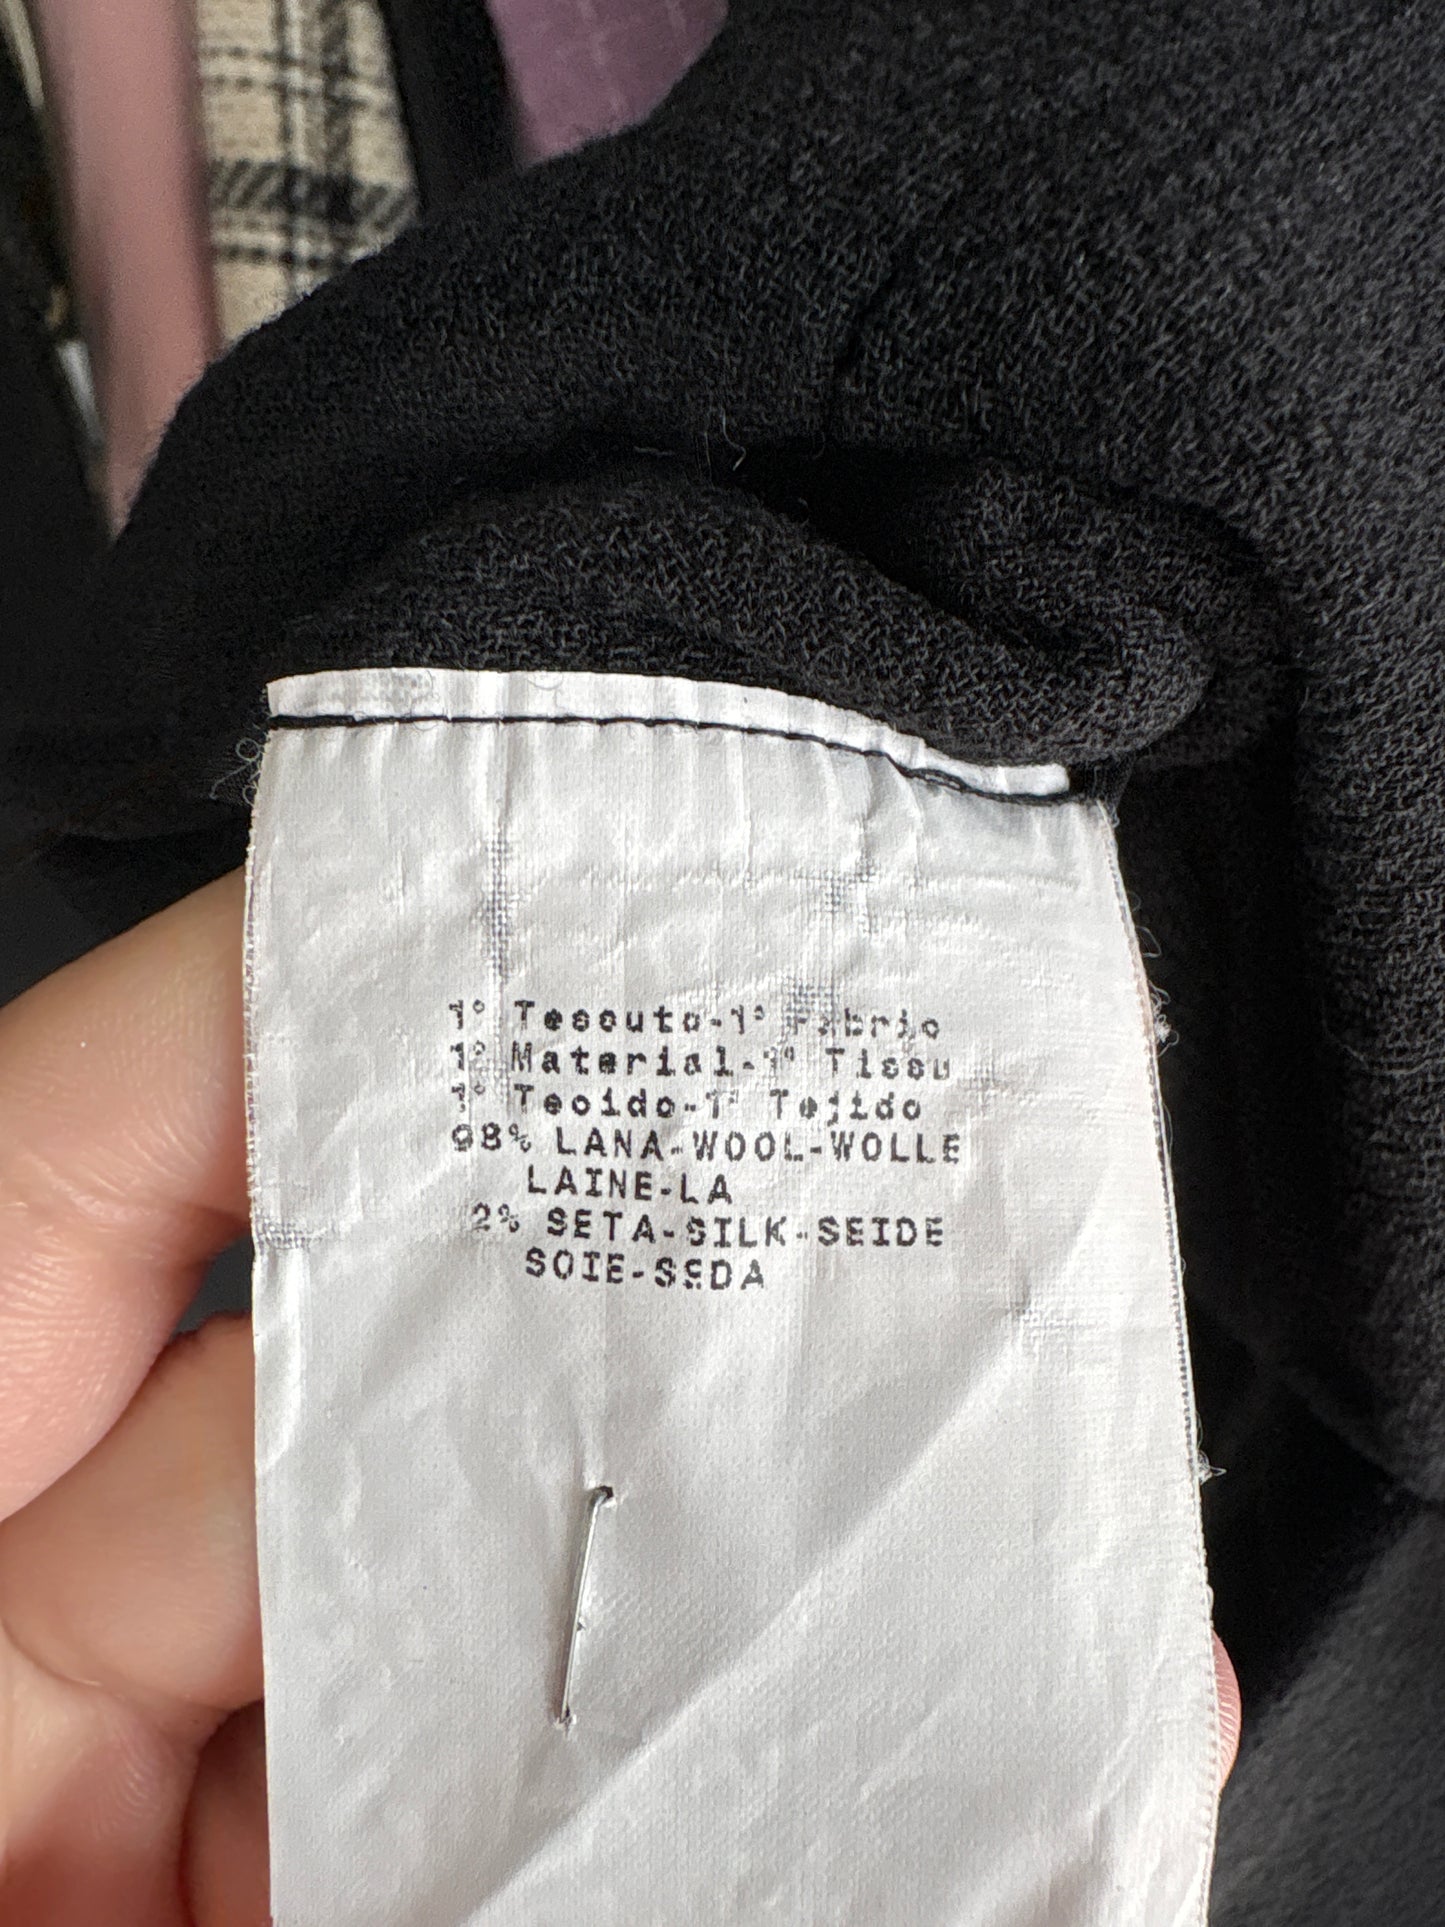 1° Tessuto-1° Fabric
1° Material-1° Tissu
1° Tecido-1° Tejido
98% LANA-WOOL-WOLLE
LAINE-LA
2% SETA-SILK-SEIDE
SOIE-SEDA